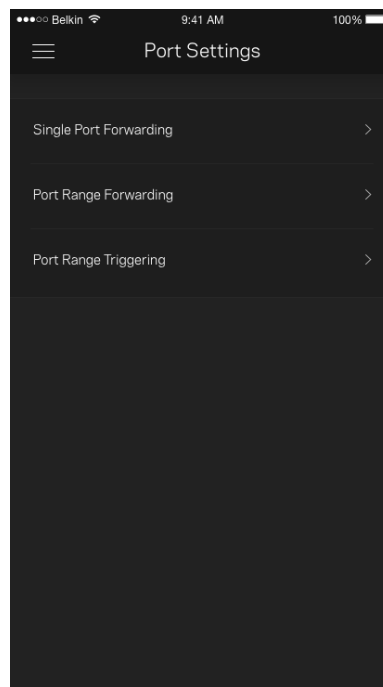 Belkin 9:41 AM 100%
Port Settings
Single Port Forwarding
Port Range Forwarding
Port Range Triggering